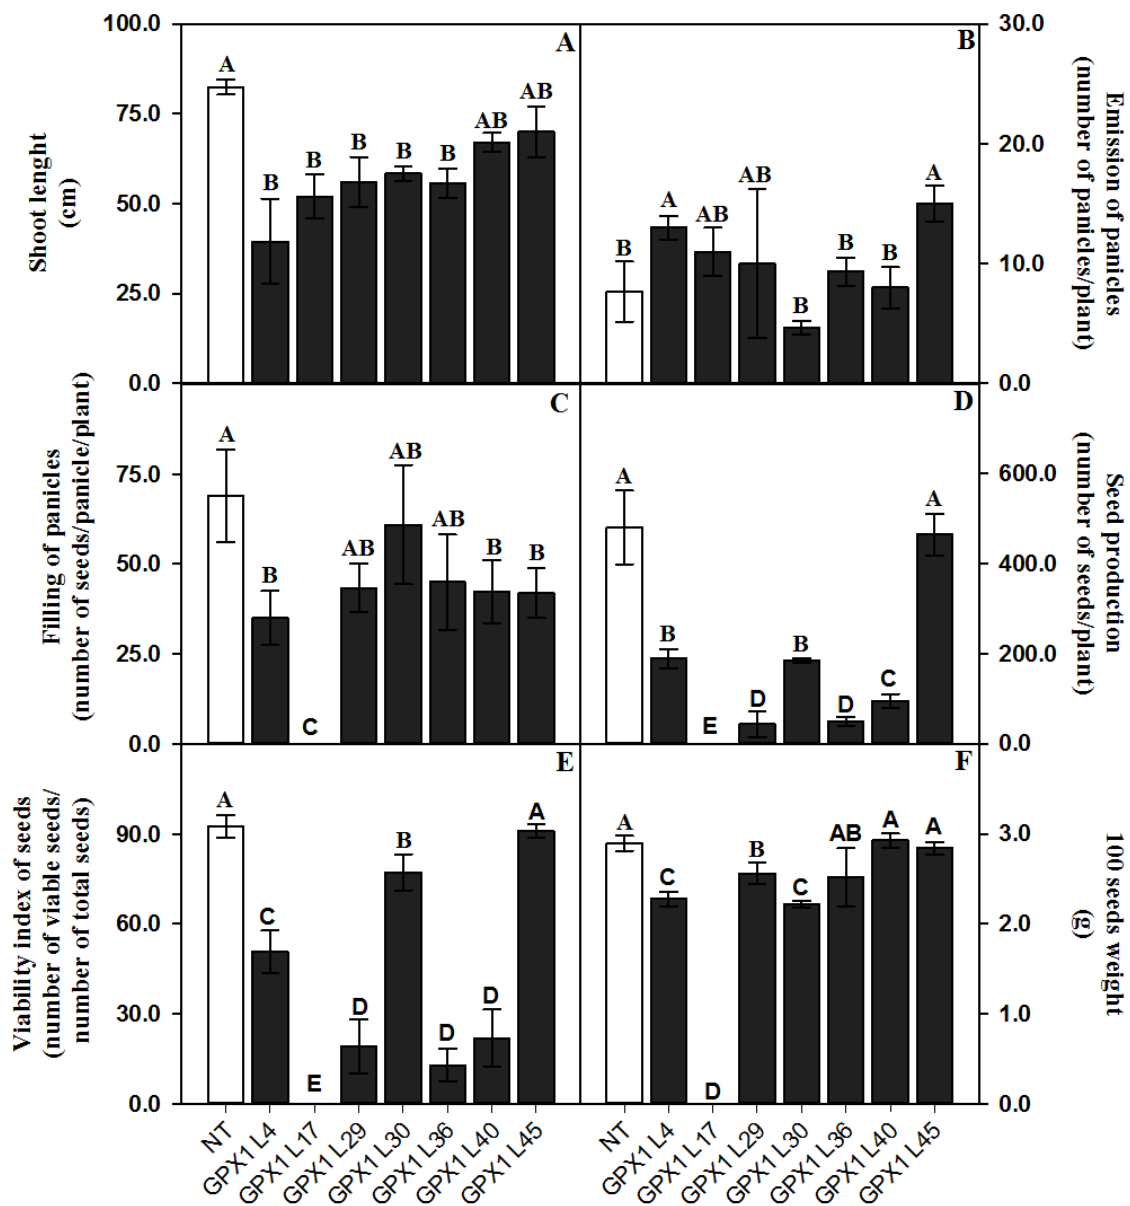 100.0
75.0
50.0
25.0
0.0
Shoot lenght
(cm)
A
A
B
B
B
B
B
AB
AB
B
B
A
AB
AB
B
B
B
A
30.0
20.0
10.0
0.0
Emission of panicles
(number of panicles/plant)
75.0
50.0
25.0
0.0
Filling of panicles
(number of seeds/panicle/plant)
C
A
B
C
AB
AB
AB
B
B
D
A
B
E
D
B
D
C
A
600.0
400.0
200.0
0.0
Seed production
(number of seeds/plant)
90.0
60.0
30.0
0.0
Viability index of seeds
(number of viable seeds/
number of total seeds)
E
A
C
E
D
B
D
D
A
F
A
C
D
B
C
AB
A
A
3.0
2.0
1.0
0.0
100 seeds weight
(g)
NT
GPX1 L4
GPX1 L17
GPX1 L29
GPX1 L30
GPX1 L36
GPX1 L40
GPX1 L45
NT
GPX1 L4
GPX1 L17
GPX1 L29
GPX1 L30
GPX1 L36
GPX1 L40
GPX1 L45